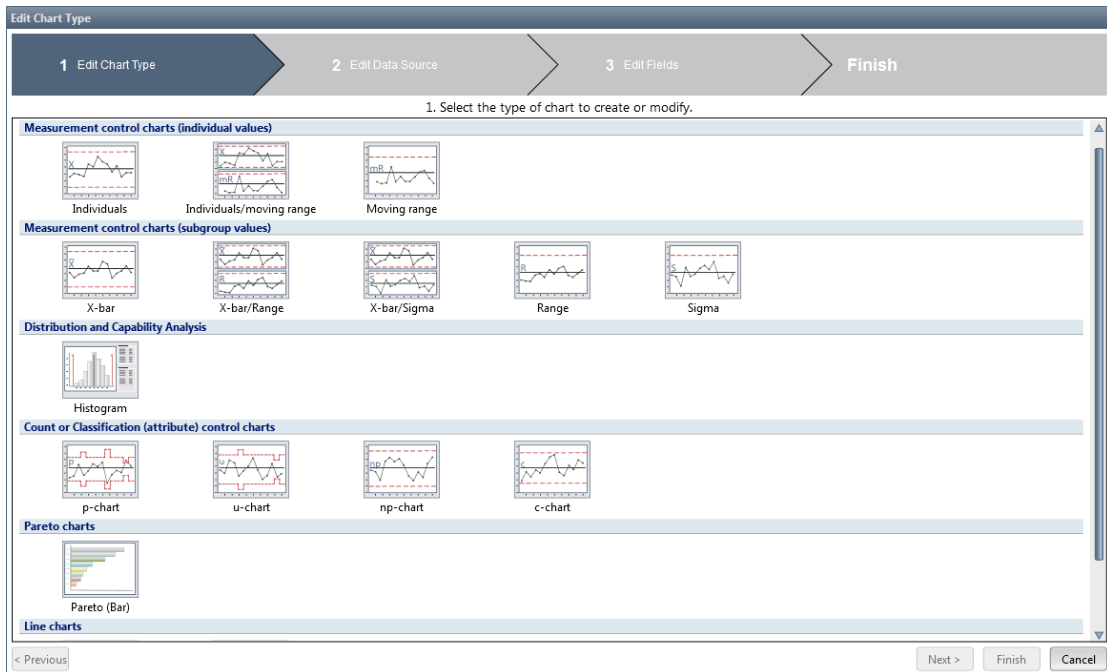 Edit Chart Type
1 Edit Chart Type
2 Edit Data Source
3 Edit Fields
Finish
1. Select the type of chart to create or modify.
Measurement control charts (individual values)
X
X
mR
mR
Individuals
Individuals/moving range
Moving range
Measurement control charts (subgroup values)
X̅
X̅
R
X̅
S
R
S
X-bar
X-bar/Range
X-bar/Sigma
Range
Sigma
Distribution and Capability Analysis
Histogram
Count or Classification (attribute) control charts
p
u
np
c
p-chart
u-chart
np-chart
c-chart
Pareto charts
Pareto (Bar)
Line charts
< Previous
Next >
Finish
Cancel